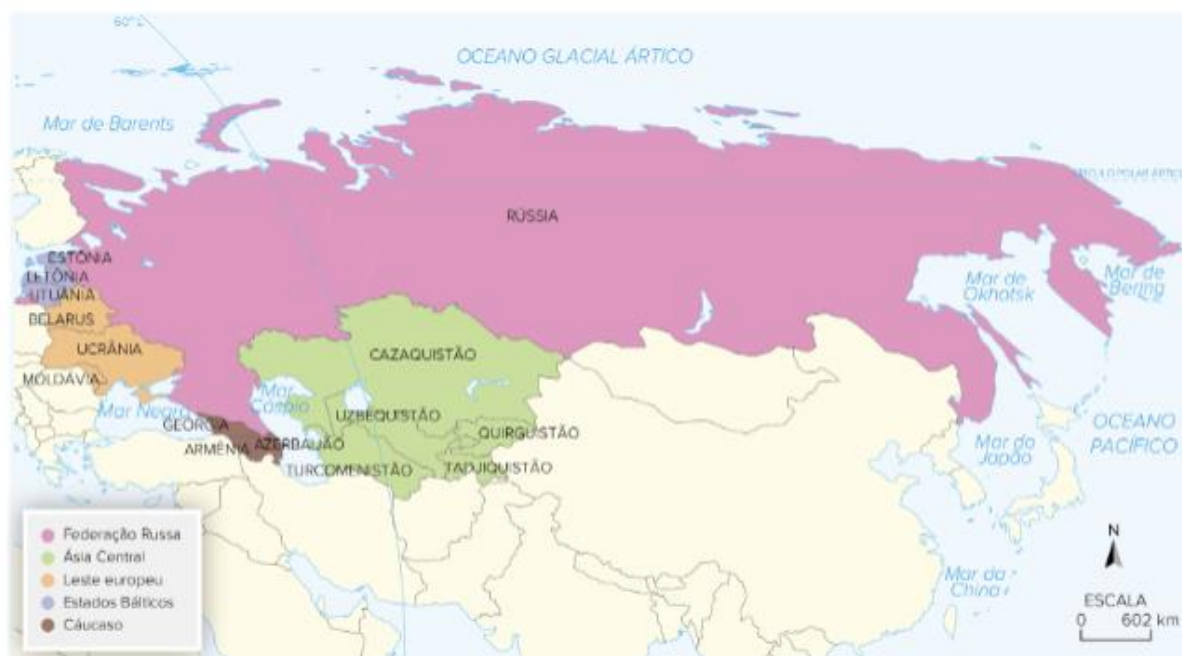 60°
OCEANO GLACIAL ÁRTICO
Mar de Barents
RÚSSIA
ESTÔNIA
LETÔNIA
BELARUS
UCRÂNIA
MOLDÁVIA
Mar Negro
GEÓRGIA
ARMÊNIA
AZERBAIJÃO
Mar
Cáspio
CAZAQUISTÃO
UZBEQUISTÃO
QUIRGUISTÃO
TURCOMENISTÃO
TADJIQUISTÃO
Mar de
Okhotsk
Mar de
Bering
OCEANO
PACÍFICO
Mar do
Japão
Mar da
China
Federação Russa
Ásia Central
Leste europeu
Estados Bálticos
Cáucaso
N
ESCALA
0 602 km